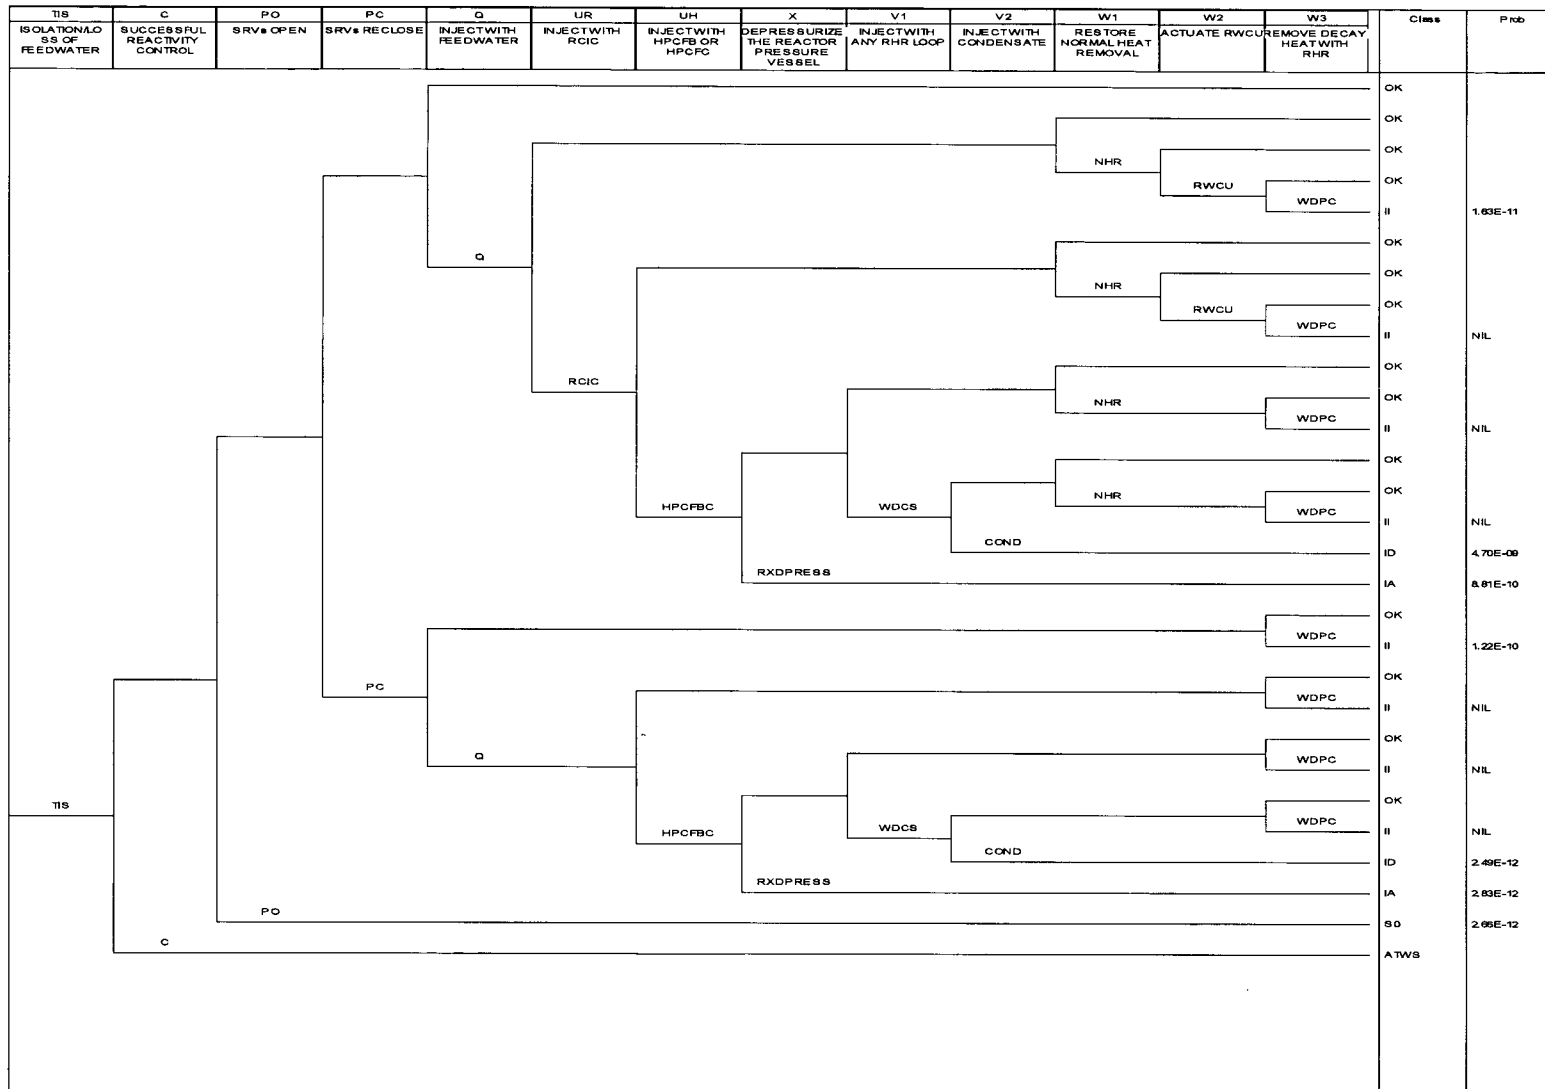 TIS C PO PC Q UR UH X V1 V2 W1 W2 W3 Class Prob
ISOLATION/LO
SS OF
FEEDWATER
SUCCESSFUL
REACTIVITY
CONTROL
SRVs OPEN
SRVs RECLOSE
INJECT WITH
FEEDWATER
INJECT WITH
RCIC
INJECT WITH
HPCFB OR
HPCFC
DEPRESSURIZE
THE REACTOR
PRESSURE
VESSEL
INJECT WITH
ANY RHR LOOP
INJECT WITH
CONDENSATE
RESTORE
NORMAL HEAT
REMOVAL
ACTUATE RWCU
REMOVE DECAY
HEAT WITH
RHR
OK
OK
OK
NHR
OK
RWCU
WDPC
II 1.63E-11
OK
Q
OK
NHR
OK
RWCU
WDPC
II NIL
OK
RCIC
OK
NHR
WDPC
II NIL
OK
OK
NHR
HPCFBC WDCS
WDPC
II NIL
COND
ID 4.70E-09
RXDPRESS
IA 8.81E-10
OK
WDPC
II 1.22E-10
OK
PC
WDPC
II NIL
OK
Q
WDPC
II NIL
OK
TIS
WDPC
HPCFBC WDCS
II NIL
COND
ID 2.49E-12
RXDPRESS
IA 2.83E-12
PO
S0 2.66E-12
C
ATWS